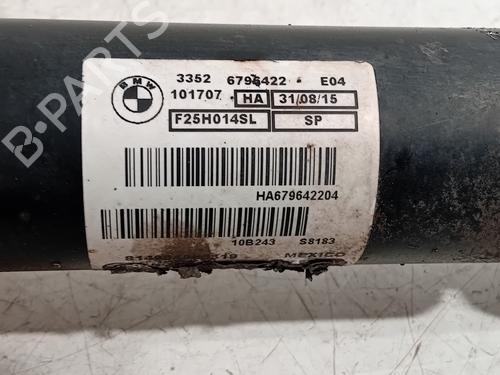 BMW
3352 6796422 E04
101707 HA 31/08/15
F25H014SL SP
HA679642204
10B243 S8183
MEXICO
B-PARTS